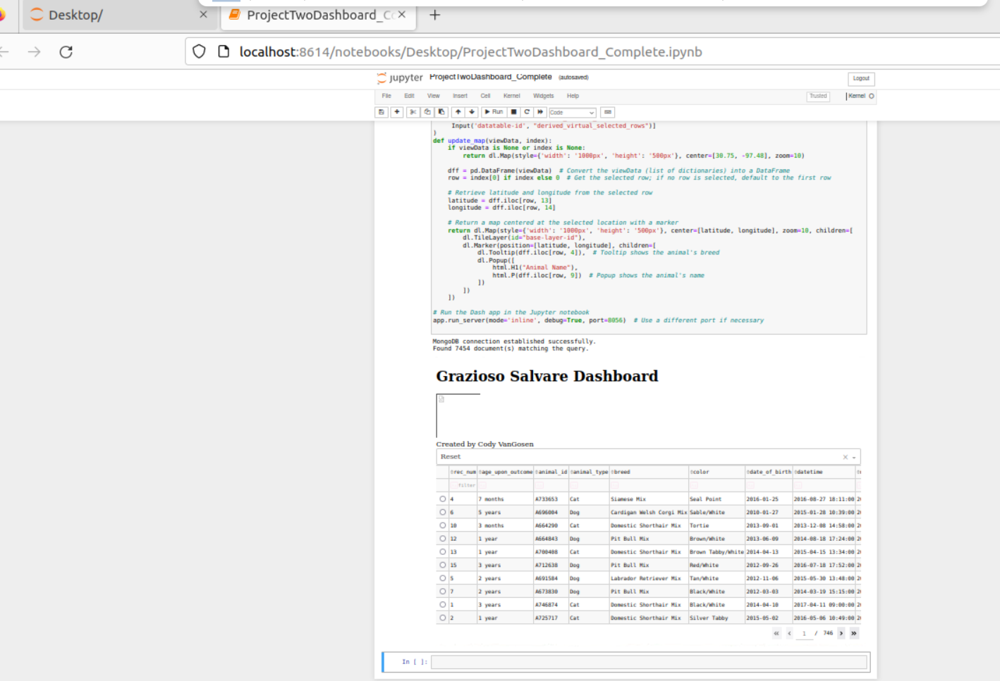 Desktop/
ProjectTwoDashboard_Co
localhost:8614/notebooks/Desktop/ProjectTwoDashboard_Complete.ipynb
jupyter ProjectTwoDashboard_Complete (autosaved)
Logout
File Edit View Insert Cell Kernel Widgets Help
Trusted
Kernel
Run
Code
Input('datatable-id', "derived_virtual_selected_rows")]
)
def update_map(viewData, index):
if viewData is None or index is None:
return dl.Map(style={'width': '1000px', 'height': '500px'}, center=[30.75, -97.48], zoom=10)
dff = pd.DataFrame(viewData) # Convert the viewData (list of dictionaries) into a DataFrame
row = index[0] if index else 0 # Get the selected row; if no row is selected, default to the first row
# Retrieve latitude and longitude from the selected row
latitude = dff.iloc[row, 13]
longitude = dff.iloc[row, 14]
# Return a map centered at the selected location with a marker
return dl.Map(style={'width': '1000px', 'height': '500px'}, center=[latitude, longitude], zoom=10, children=[
dl.TileLayer(id="base-layer-id"),
dl.Marker(position=[latitude, longitude], children=[
dl.Tooltip(dff.iloc[row, 4]), # Tooltip shows the animal's breed
dl.Popup([
html.H1("Animal Name"),
html.P(dff.iloc[row, 9]) # Popup shows the animal's name
])
])
])
# Run the Dash app in the Jupyter notebook
app.run_server(mode='inline', debug=True, port=8056) # Use a different port if necessary
MongoDB connection established successfully.
Found 7454 document(s) matching the query.
Grazioso Salvare Dashboard
Created by Cody VanGosen
Reset
rec_num age_upon_outcome animal_id animal_type breed color date_of_birth datetime
filter
4 7 months A733653 Cat Siamese Mix Seal Point 2016-01-25 2016-08-27 18:11:00
6 5 years A696004 Dog Cardigan Welsh Corgi Mix Sable/White 2010-01-27 2015-01-28 10:39:00
10 3 months A664290 Cat Domestic Shorthair Mix Tortie 2013-09-01 2013-12-08 14:58:00
12 1 year A664843 Dog Pit Bull Mix Brown/White 2013-06-09 2014-08-18 17:24:00
13 1 year A700408 Cat Domestic Shorthair Mix Brown Tabby/White 2014-04-13 2015-04-15 13:34:00
15 3 years A712638 Dog Pit Bull Mix Red/White 2012-09-26 2016-07-18 17:52:00
5 2 years A691584 Dog Labrador Retriever Mix Tan/White 2012-11-06 2015-05-30 13:48:00
7 2 years A673830 Dog Pit Bull Mix Black/White 2012-03-03 2014-03-19 15:15:00
1 3 years A746874 Cat Domestic Shorthair Mix Black/White 2014-04-10 2017-04-11 09:00:00
2 1 year A725717 Cat Domestic Shorthair Mix Silver Tabby 2015-05-02 2016-05-06 10:49:00
1 / 746
In [ ]: